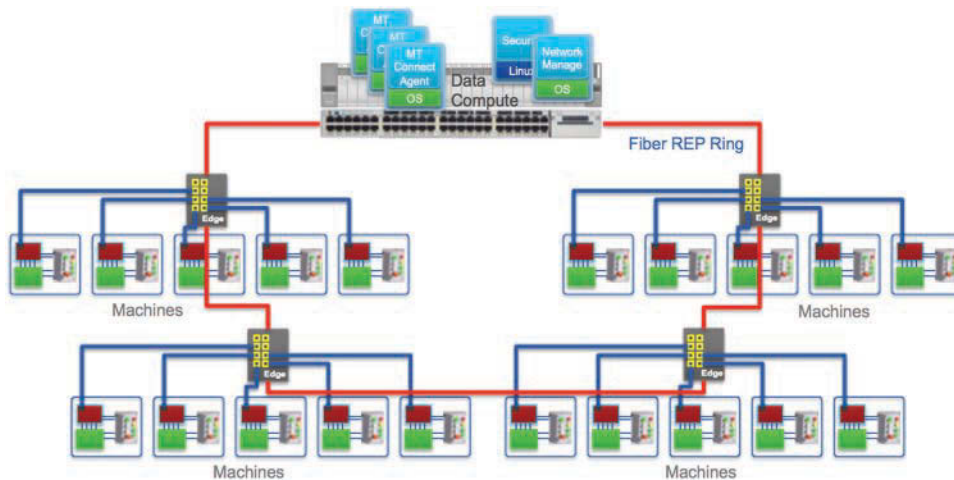 MT
C
MT
C
MT
Connect
Agent
OS
Data
Compute
Secur
Linux
Network
Manage
OS
Fiber REP Ring
Edge
Edge
Machines
Machines
Edge
Edge
Machines
Machines